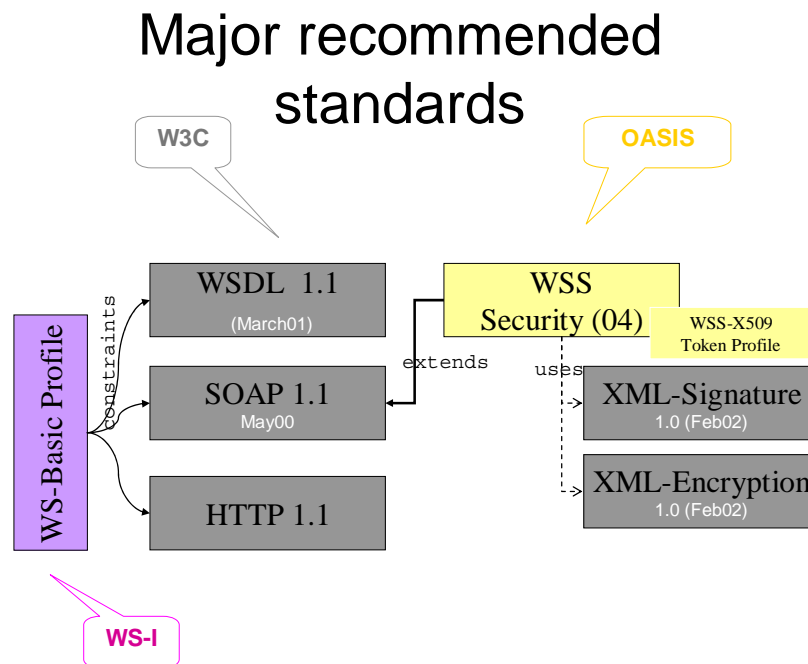 Major recommended
standards
W3C
OASIS
WSDL 1.1
(March01)
WSS
Security (04)
WSS-X509
Token Profile
constraints
extends
uses
WS-Basic Profile
SOAP 1.1
May00
XML-Signature
1.0 (Feb02)
XML-Encryption
1.0 (Feb02)
HTTP 1.1
WS-I